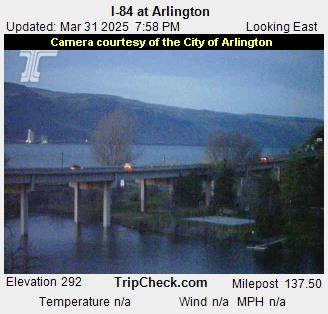 I-84 at Arlington
Updated: Mar 31 2025 7:58 PM Looking East
Camera courtesy of the City of Arlington
Elevation 292 TripCheck.com Milepost 137.50
Temperature n/a Wind n/a MPH n/a